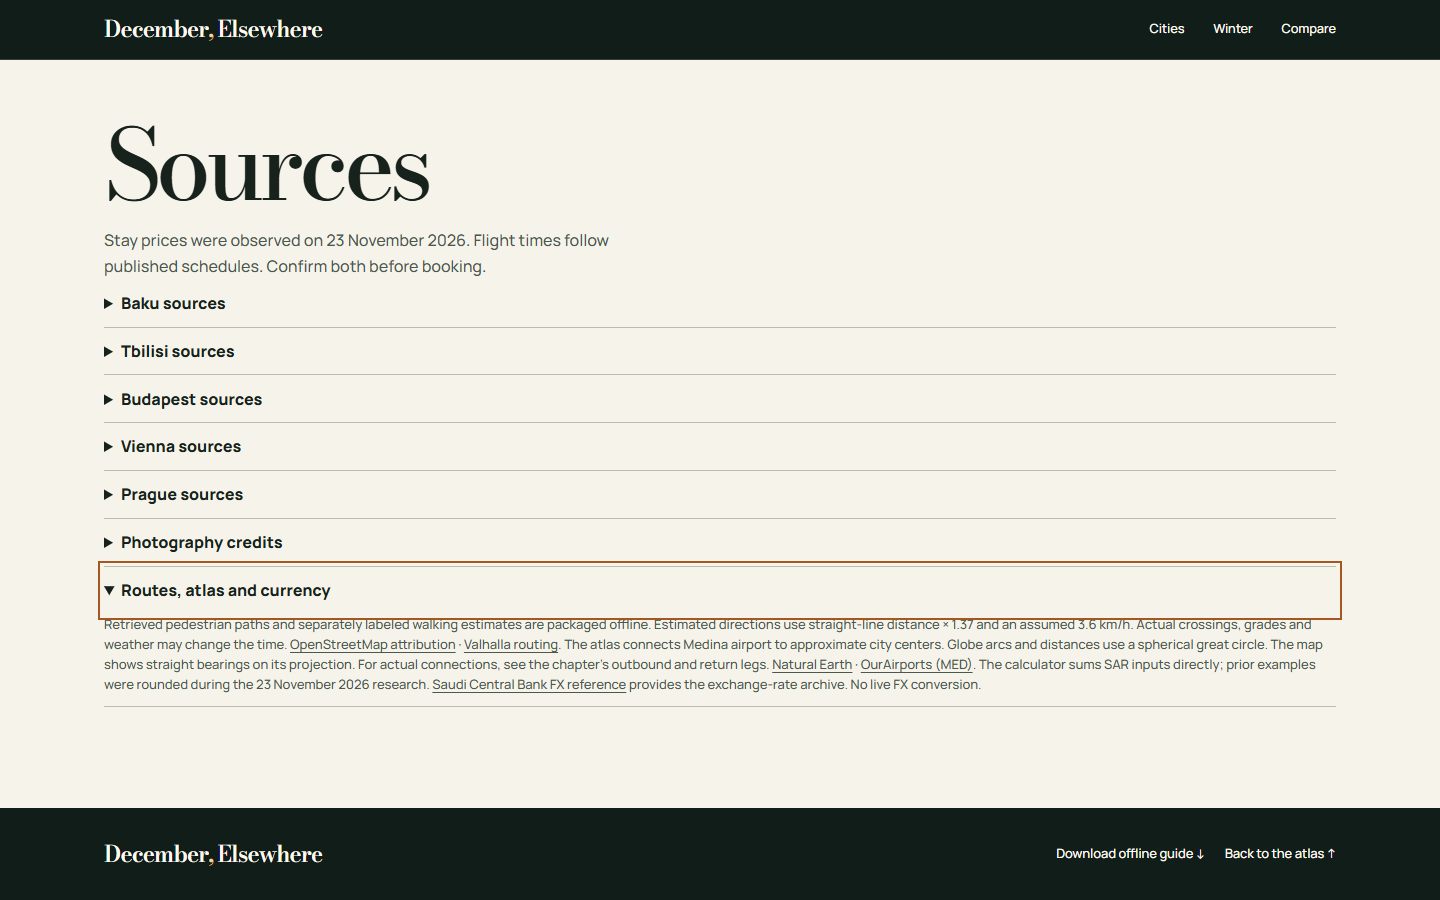 December, Elsewhere
Cities
Winter
Compare
Sources
Stay prices were observed on 23 November 2026. Flight times follow
published schedules. Confirm both before booking.
▶ Baku sources
▶ Tbilisi sources
▶ Budapest sources
▶ Vienna sources
▶ Prague sources
▶ Photography credits
▼ Routes, atlas and currency
Retrieved pedestrian paths and separately labeled walking estimates are packaged offline. Estimated directions use straight-line distance × 1.37 and an assumed 3.6 km/h. Actual crossings, grades and
weather may change the time. OpenStreetMap attribution · Valhalla routing. The atlas connects Medina airport to approximate city centers. Globe arcs and distances use a spherical great circle. The map
shows straight bearings on its projection. For actual connections, see the chapter's outbound and return legs. Natural Earth · OurAirports (MED). The calculator sums SAR inputs directly; prior examples
were rounded during the 23 November 2026 research. Saudi Central Bank FX reference provides the exchange-rate archive. No live FX conversion.
December, Elsewhere
Download offline guide ↓
Back to the atlas ↑